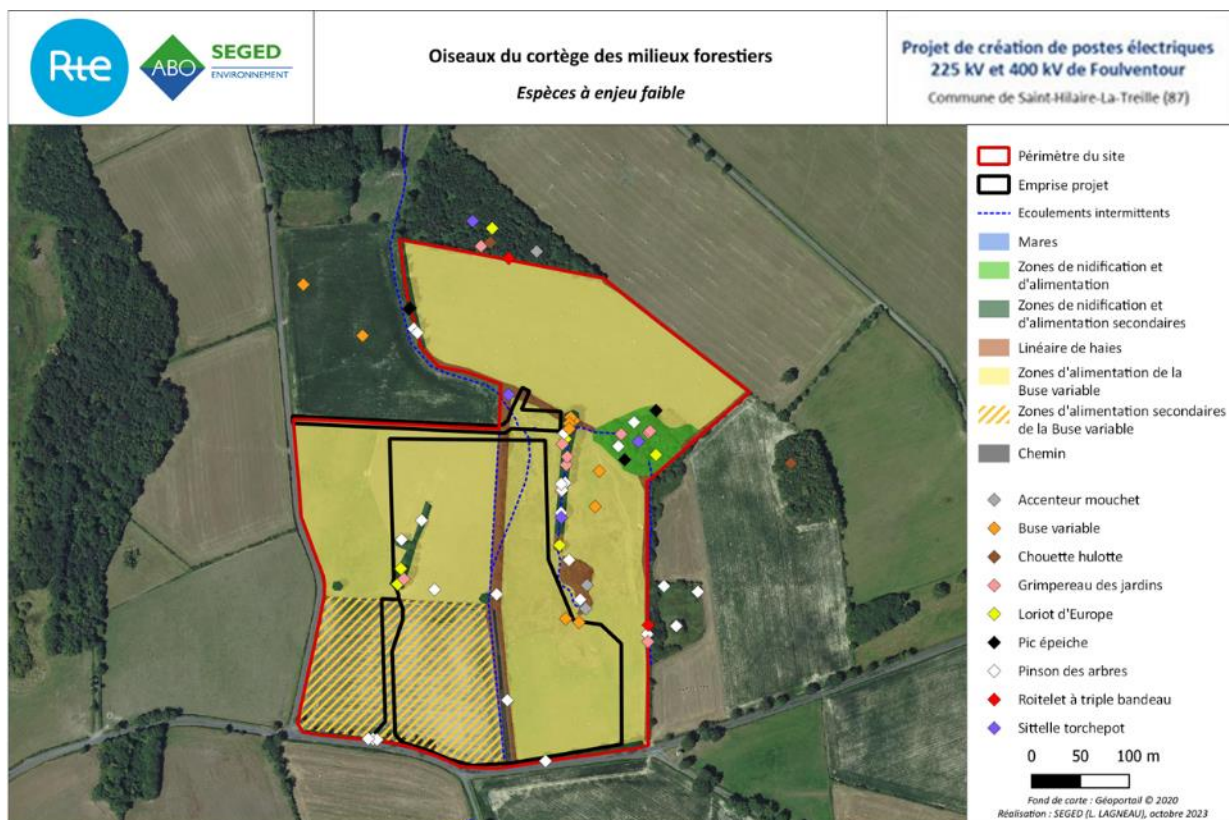 Rte
ABO
SEGED
ENVIRONNEMENT
Oiseaux du cortège des milieux forestiers
Espèces à enjeu faible
Projet de création de postes électriques
225 kV et 400 kV de Foulventour
Commune de Saint-Hilaire-La-Treille (87)
Périmètre du site
Emprise projet
Ecoulements intermittents
Mares
Zones de nidification et
d'alimentation
Zones de nidification et
d'alimentation secondaires
Linéaire de haies
Zones d'alimentation de la
Buse variable
Zones d'alimentation secondaires
de la Buse variable
Chemin
Accenteur mouchet
Buse variable
Chouette hulotte
Grimpereau des jardins
Loriot d'Europe
Pic épeiche
Pinson des arbres
Roitelet à triple bandeau
Sittelle torchepot
0 50 100 m
Fond de carte : Géoportail © 2020
Réalisation : SEGED (L. LAGNEAU), octobre 2023